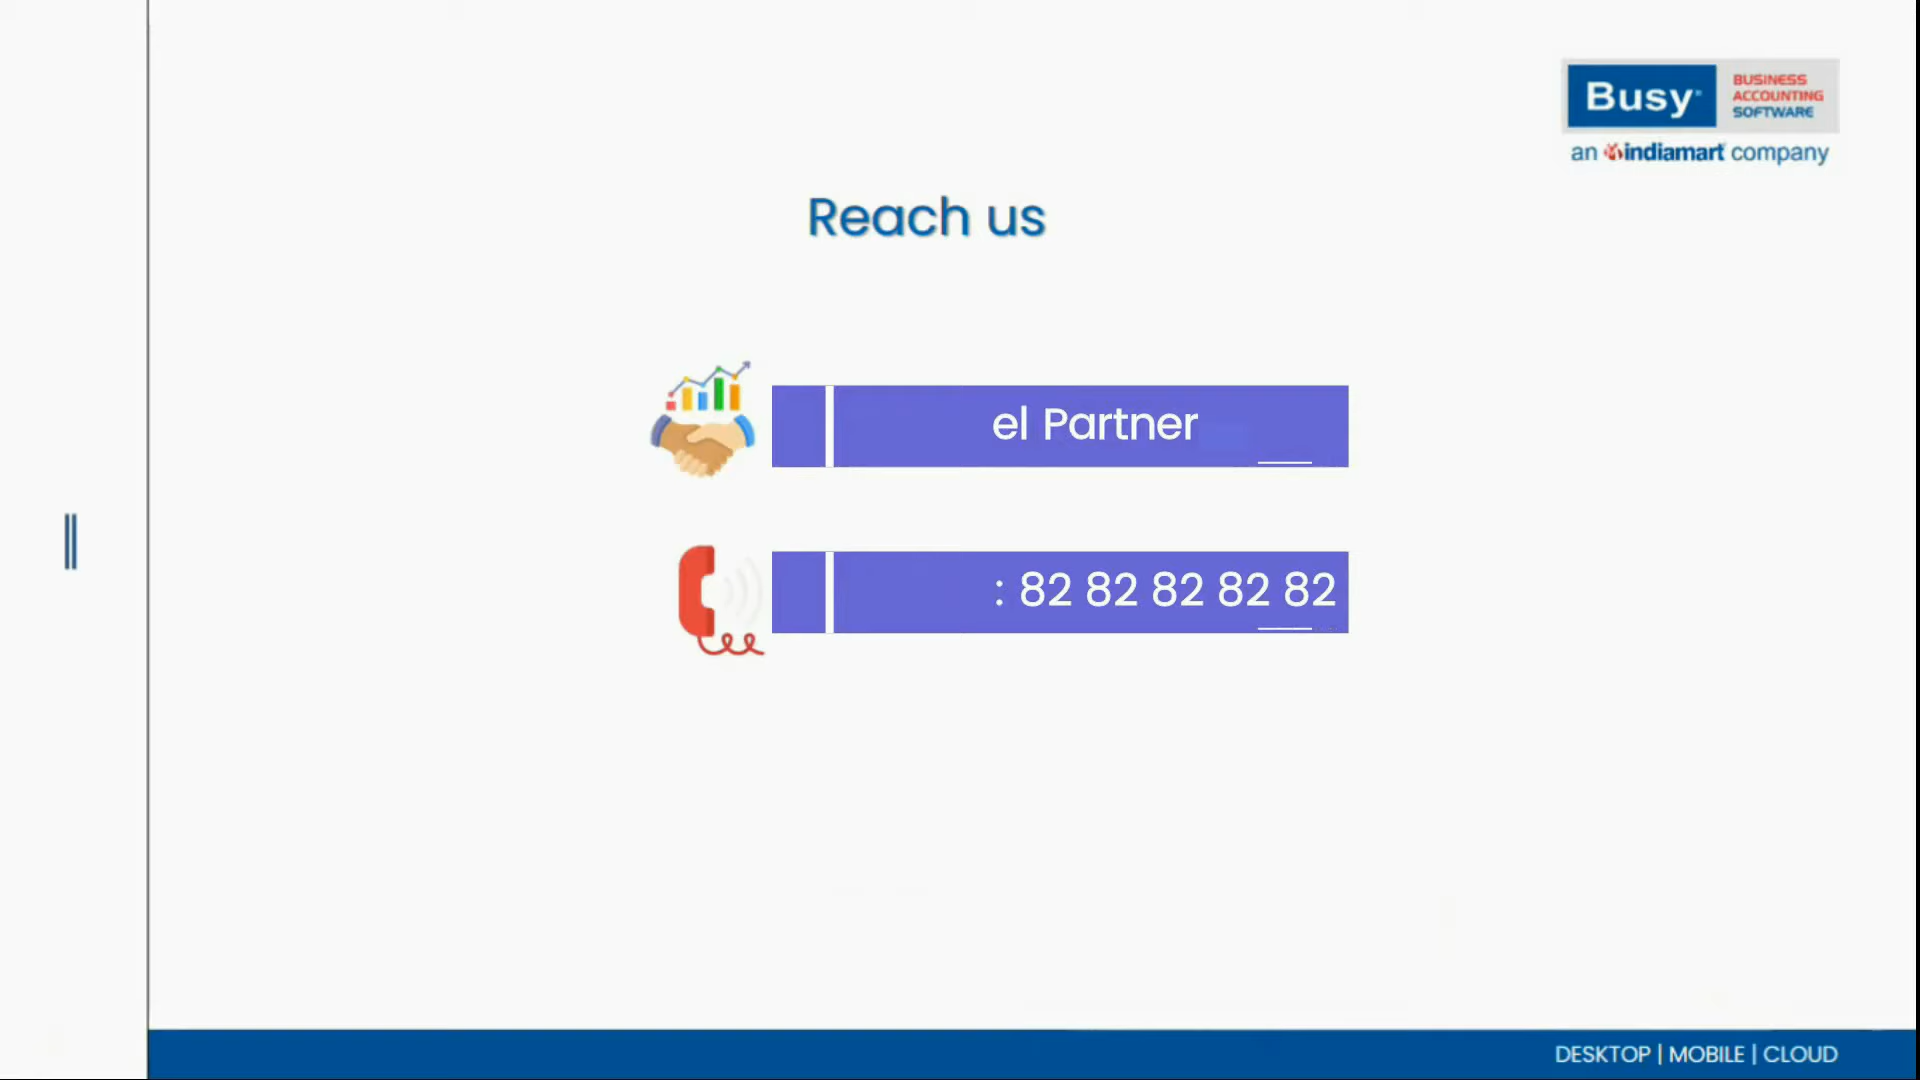 Busy
BUSINESS
ACCOUNTING
SOFTWARE
an indiamart company
Reach us
el Partner
: 82 82 82 82 82
DESKTOP | MOBILE | CLOUD